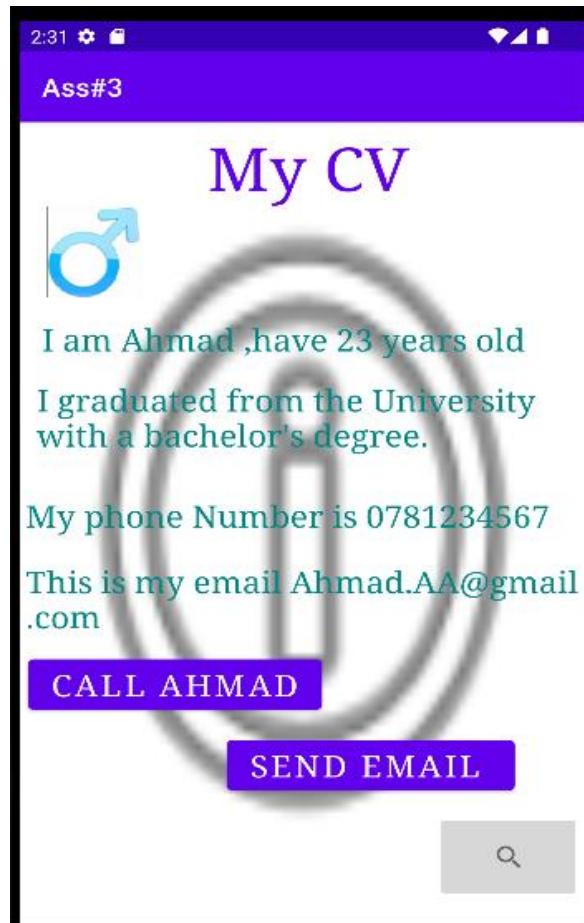 2:31
Ass#3
My CV
I am Ahmad ,have 23 years old
I graduated from the University
with a bachelor's degree.
My phone Number is 0781234567
This is my email Ahmad.AA@gmail
.com
CALL AHMAD
SEND EMAIL